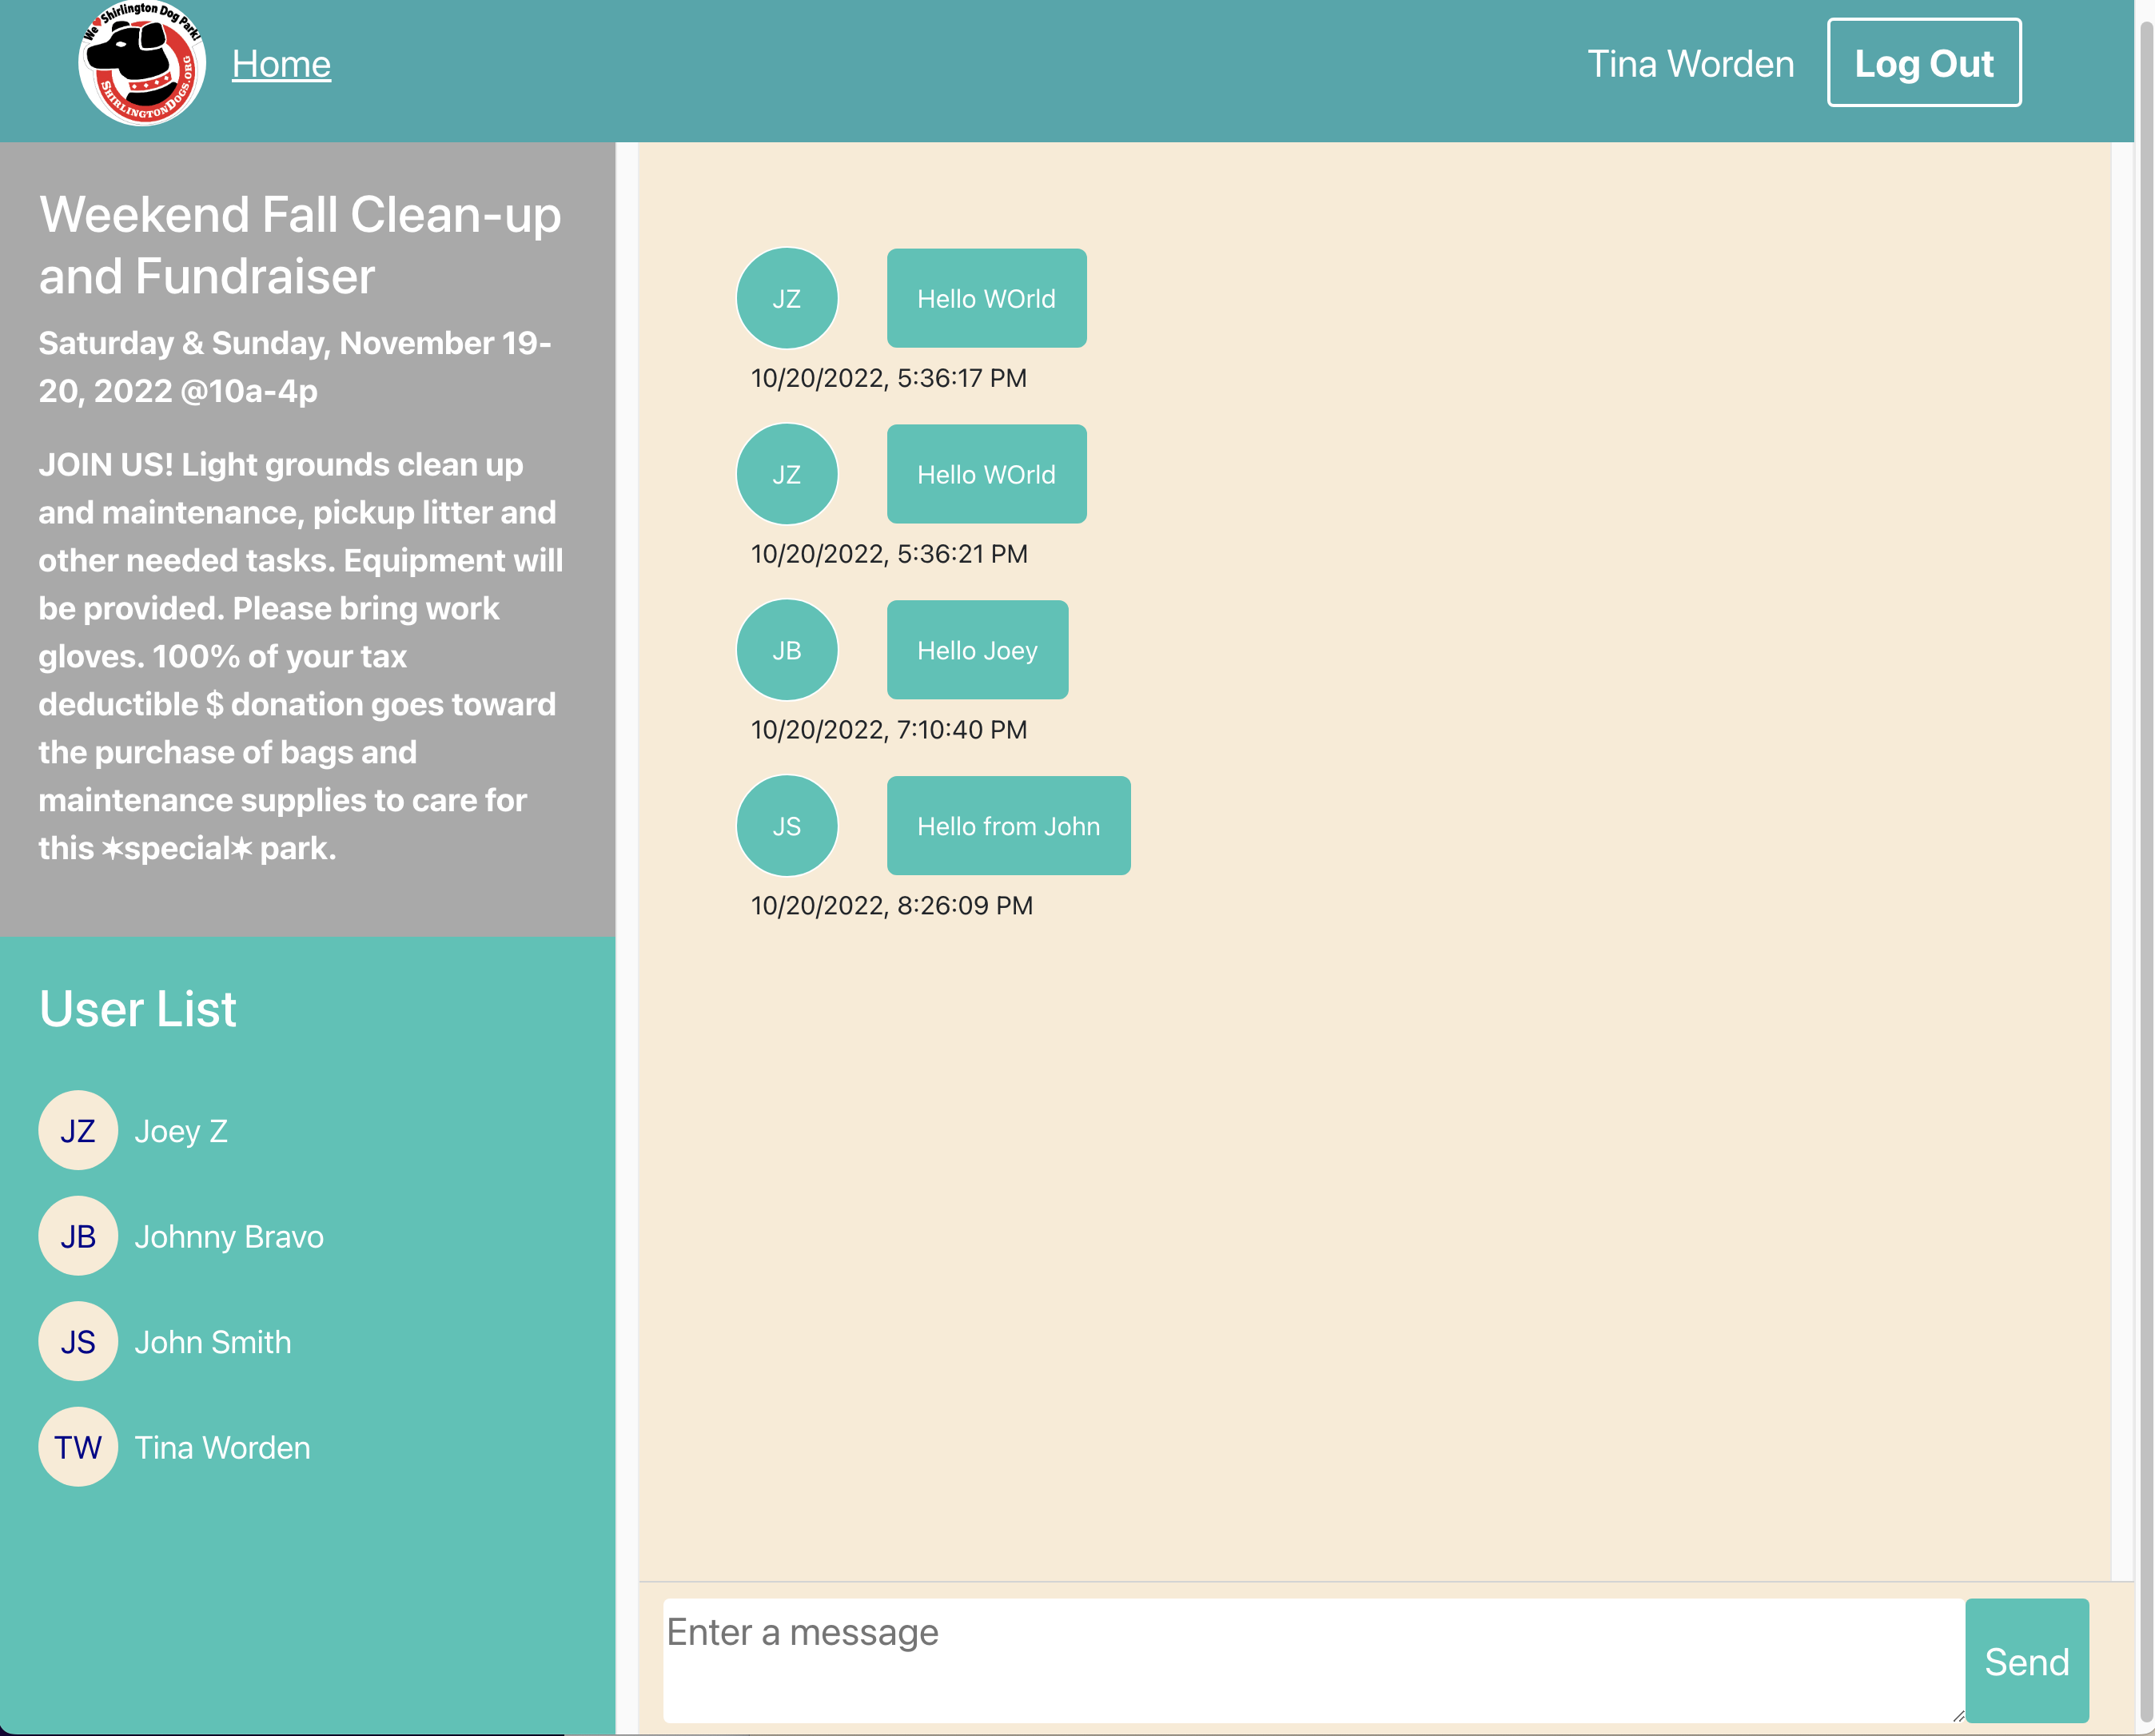 We ♥ Shirlington Dog Park!
SHIRLINGTONDOGS.ORG
Home
Tina Worden
Log Out
Weekend Fall Clean-up
and Fundraiser
Saturday & Sunday, November 19-
20, 2022 @10a-4p
JOIN US! Light grounds clean up
and maintenance, pickup litter and
other needed tasks. Equipment will
be provided. Please bring work
gloves. 100% of your tax
deductible $ donation goes toward
the purchase of bags and
maintenance supplies to care for
this ✶special✶ park.
User List
JZ Joey Z
JB Johnny Bravo
JS John Smith
TW Tina Worden
JZ Hello WOrld
10/20/2022, 5:36:17 PM
JZ Hello WOrld
10/20/2022, 5:36:21 PM
JB Hello Joey
10/20/2022, 7:10:40 PM
JS Hello from John
10/20/2022, 8:26:09 PM
Enter a message
Send